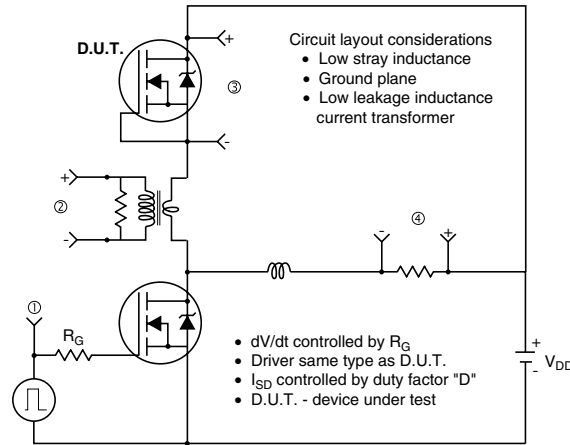 D.U.T.
+
Circuit layout considerations
• Low stray inductance
• Ground plane
• Low leakage inductance
current transformer
③
-
+
②
-
④
-
+
①
R_G
• dV/dt controlled by R_G
• Driver same type as D.U.T.
• I_SD controlled by duty factor "D"
• D.U.T. - device under test
+
-
V_DD